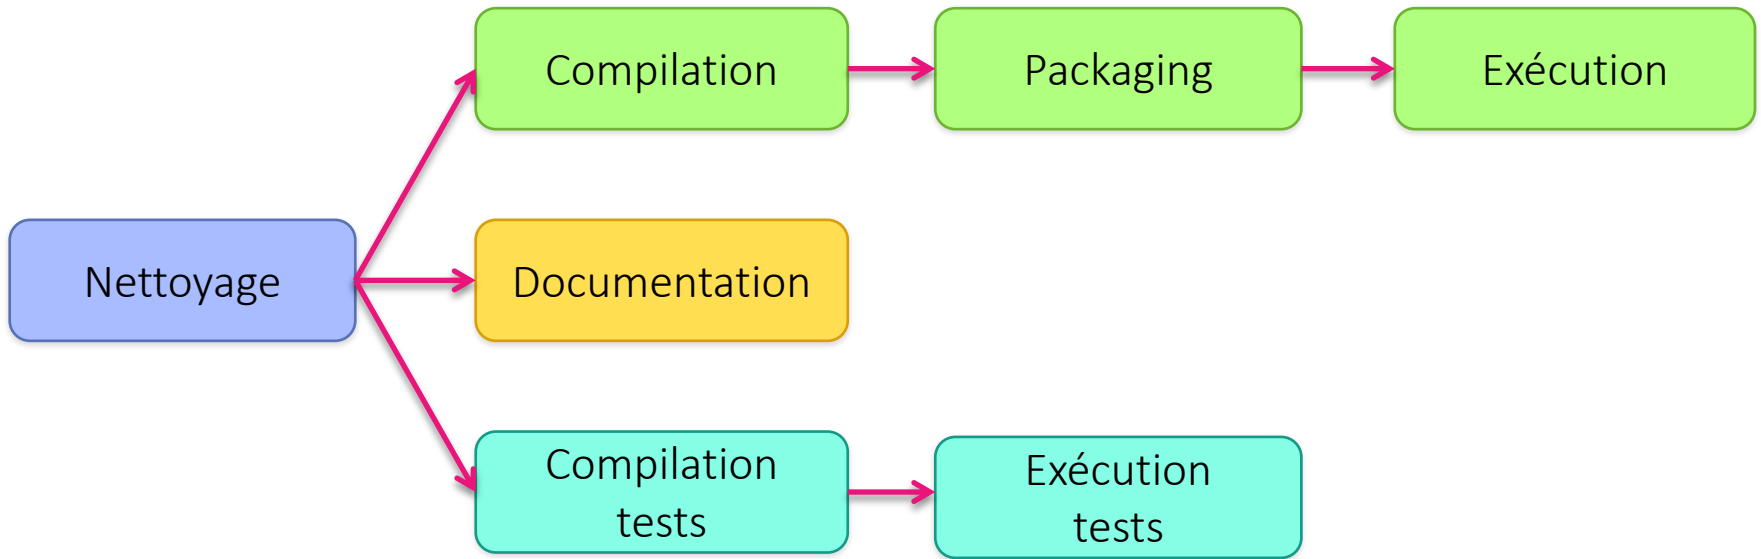 Compilation
Packaging
Exécution
Nettoyage
Documentation
Compilation
tests
Exécution
tests